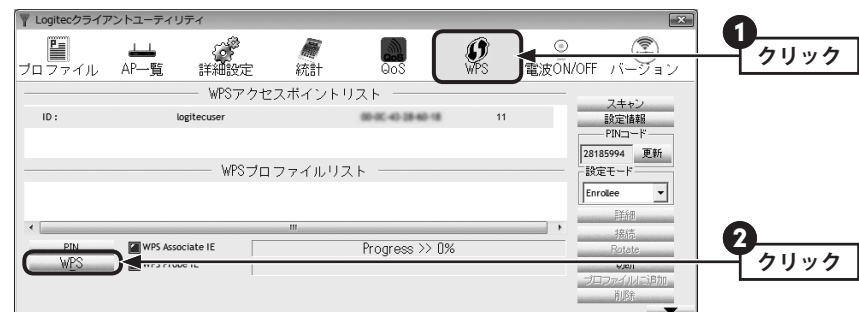 Logitecクライアントユーティリティ
プロファイル AP一覧 詳細設定 統計 QoS WPS 電波ON/OFF バージョン
1 クリック
WPSアクセスポイントリスト
ID : logitecuser 11
スキャン
設定情報
PINコード
28185994 更新
設定モード
Enrollee
WPSプロファイルリスト
詳細
接続
Rotate
切断
プロファイルに追加
削除
PIN WPS Associate IE Progress >> 0%
WPS WPS Probe IE
2 クリック